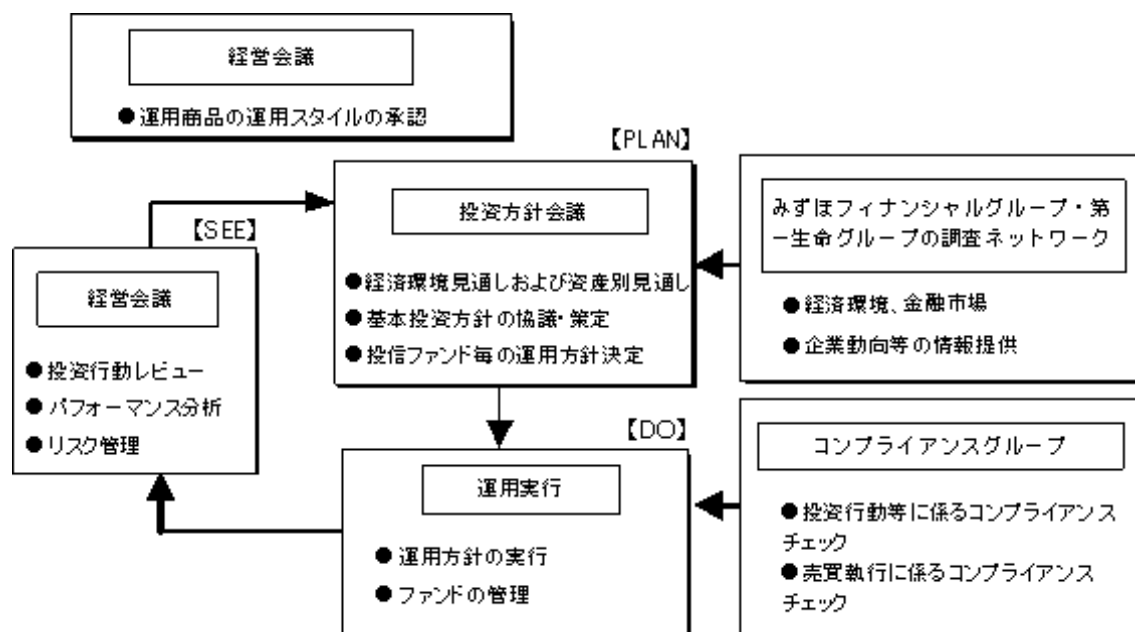 経営会議
●運用商品の運用スタイルの承認
【PLAN】
投資方針会議
●経済環境見通しおよび資産別見通し
●基本投資方針の協議・策定
●投信ファンド毎の運用方針決定
みずほフィナンシャルグループ・第
一生命グループの調査ネットワーク
●経済環境、金融市場
●企業動向等の情報提供
【SEE】
経営会議
●投資行動レビュー
●パフォーマンス分析
●リスク管理
【DO】
運用実行
●運用方針の実行
●ファンドの管理
コンプライアンスグループ
●投資行動等に係るコンプライアンス
チェック
●売買執行に係るコンプライアンス
チェック